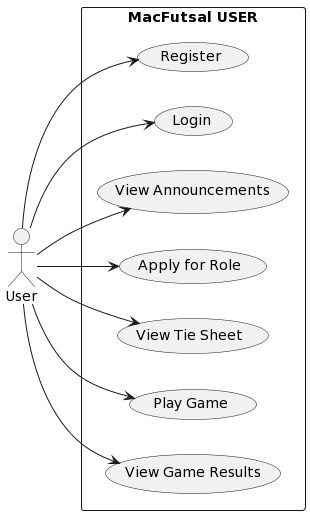 MacFutsal USER
Register
Login
View Announcements
Apply for Role
User
View Tie Sheet
Play Game
View Game Results